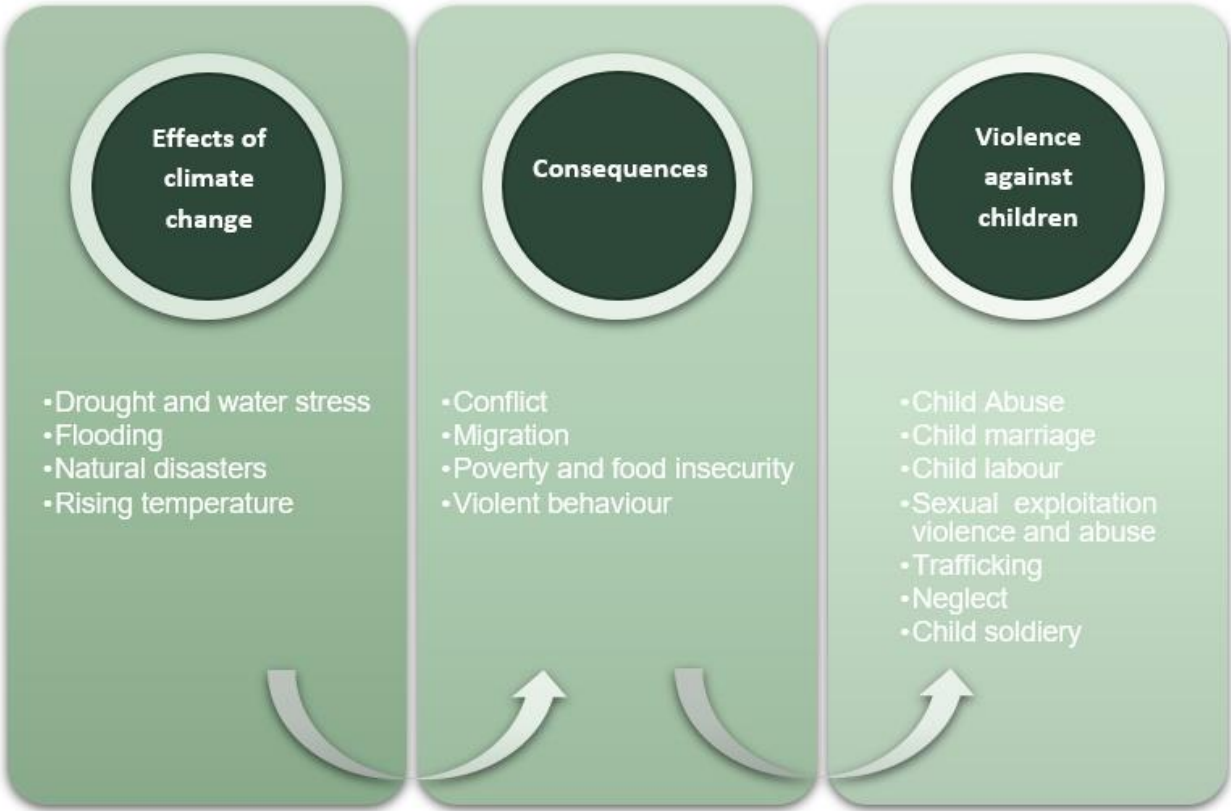 Effects of
climate
change
•Drought and water stress
•Flooding
•Natural disasters
•Rising temperature
Consequences
•Conflict
•Migration
•Poverty and food insecurity
•Violent behaviour
Violence
against
children
•Child Abuse
•Child marriage
•Child labour
•Sexual  exploitation
violence and abuse
•Trafficking
•Neglect
•Child soldiery